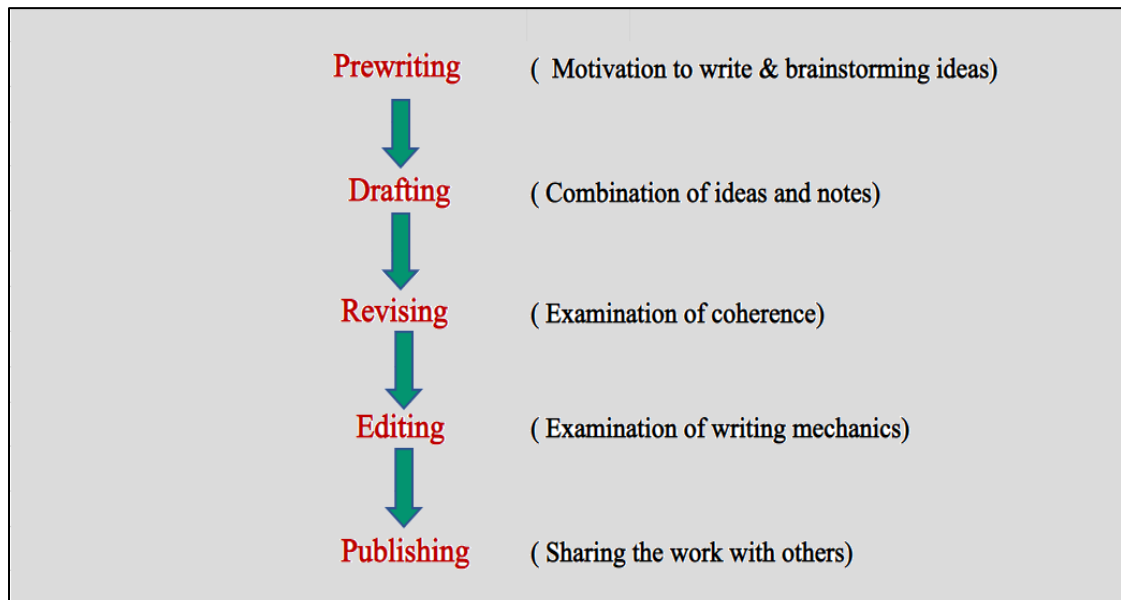 Prewriting ( Motivation to write & brainstorming ideas)
Drafting ( Combination of ideas and notes)
Revising ( Examination of coherence)
Editing ( Examination of writing mechanics)
Publishing ( Sharing the work with others)